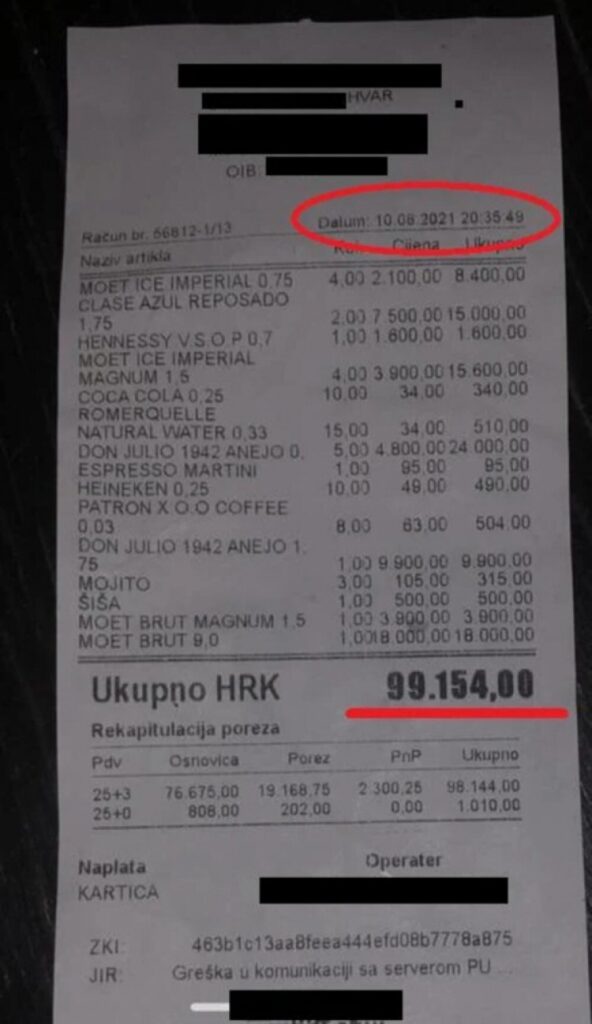 HVAR
OIB:
Datum: 10.08.2021 20:35:49
Račun br. 56812-1/13
Naziv artikla Kol. Cijena Ukupno
MOET ICE IMPERIAL 0,75 4,00 2.100,00 8.400,00
CLASE AZUL REPOSADO
1,75 2,00 7.500,00 15.000,00
HENNESSY V.S.O.P 0,7 1,00 1.600,00 1.600,00
MOET ICE IMPERIAL
MAGNUM 1,5 4,00 3.900,00 15.600,00
COCA COLA 0,25 10,00 34,00 340,00
ROMERQUELLE
NATURAL WATER 0,33 15,00 34,00 510,00
DON JULIO 1942 ANEJO 0, 5,00 4.800,00 24.000,00
ESPRESSO MARTINI 1,00 95,00 95,00
HEINEKEN 0,25 10,00 49,00 490,00
PATRON X.O.O COFFEE
0,03 8,00 63,00 504,00
DON JULIO 1942 ANEJO 1,
75 1,00 9.900,00 9.900,00
MOJITO 3,00 105,00 315,00
ŠIŠA 1,00 500,00 500,00
MOET BRUT MAGNUM 1,5 1,00 3.900,00 3.900,00
MOET BRUT 9,0 1,00 18.000,00 18.000,00
Ukupno HRK 99.154,00
Rekapitulacija poreza
Pdv Osnovica Porez PnP Ukupno
25+3 76.675,00 19.168,75 2.300,25 98.144,00
25+0 808,00 202,00 0,00 1.010,00
Naplata Operater
KARTICA
ZKI: 463b1c13aa8feea444efd08b7778a875
JIR: Greška u komunikaciji sa serverom PU ...